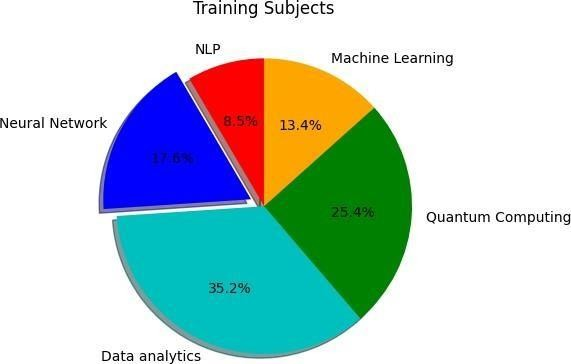 Training Subjects
NLP
Machine Learning
Neural Network
8.5%
13.4%
17.6%
25.4%
Quantum Computing
35.2%
Data analytics